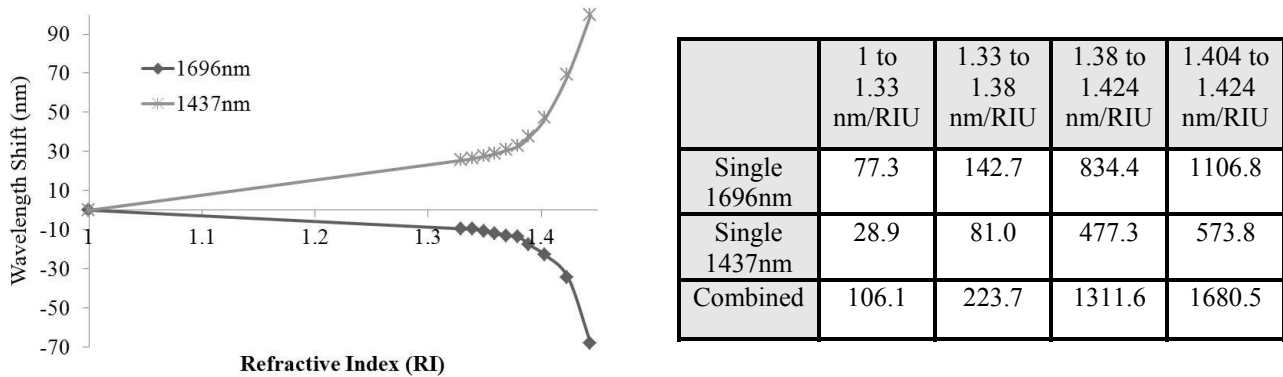 90
70
50
30
10
-10
-30
-50
-70
Wavelength Shift (nm)
1696nm
1437nm
1 1.1 1.2 1.3 1.4
Refractive Index (RI)
1 to 1.33 to 1.38 to 1.404 to
1.33 1.38 1.424 1.424
nm/RIU nm/RIU nm/RIU nm/RIU
Single 77.3 142.7 834.4 1106.8
1696nm
Single 28.9 81.0 477.3 573.8
1437nm
Combined 106.1 223.7 1311.6 1680.5